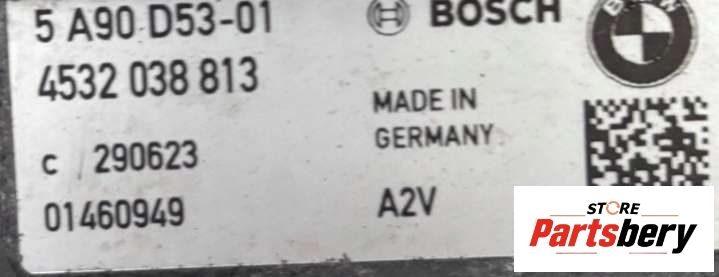 5 A90 D53-01
BOSCH
4532 038 813
MADE IN
GERMANY
c 290623
01460949
A2V
STORE
Partsbery